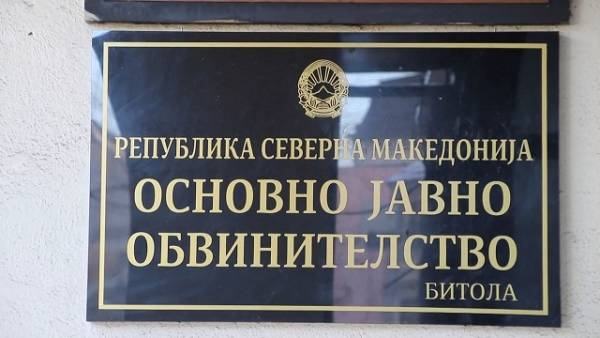 РЕПУБЛИКА СЕВЕРНА МАКЕДОНИЈА
ОСНОВНО ЈАВНО
ОБВИНИТЕЛСТВО
БИТОЛА